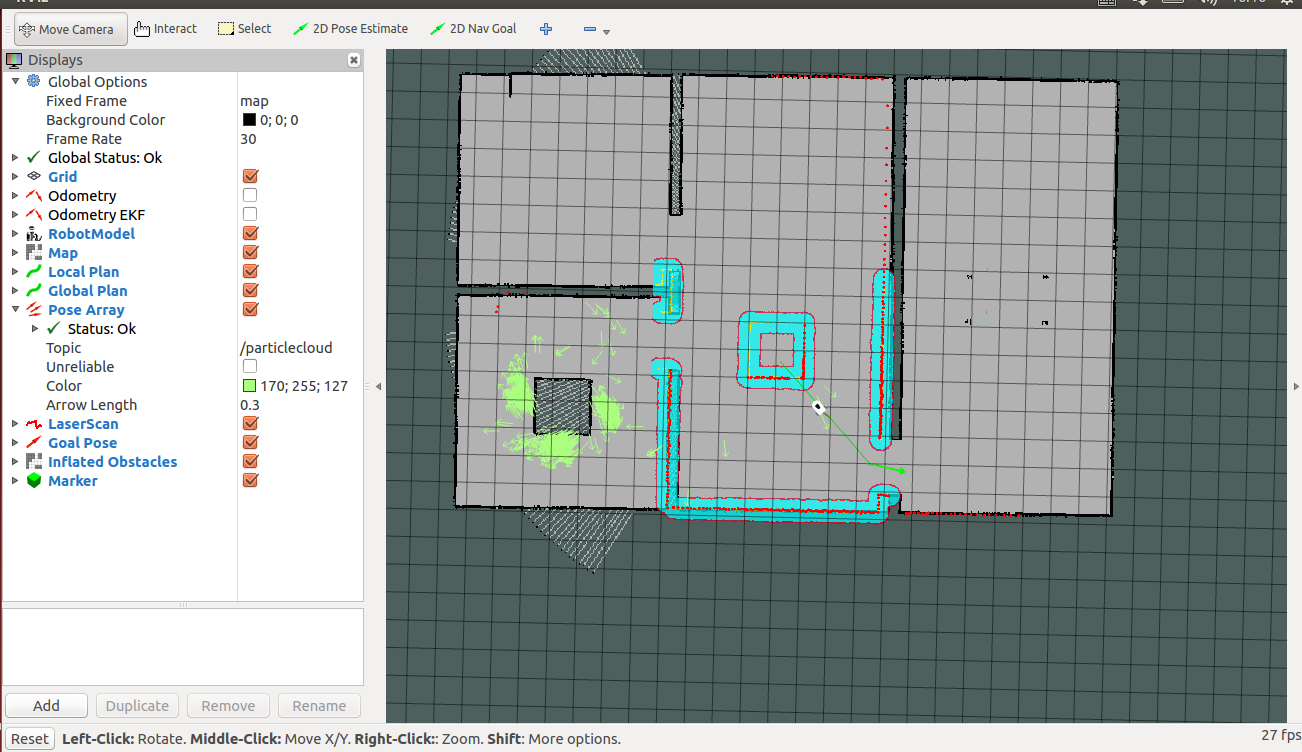 Move Camera Interact Select 2D Pose Estimate 2D Nav Goal
Displays
Global Options
Fixed Frame map
Background Color 0; 0; 0
Frame Rate 30
Global Status: Ok
Grid
Odometry
Odometry EKF
RobotModel
Map
Local Plan
Global Plan
Pose Array
Status: Ok
Topic /particlecloud
Unreliable
Color 170; 255; 127
Arrow Length 0.3
LaserScan
Goal Pose
Inflated Obstacles
Marker
Add Duplicate Remove Rename
Reset Left-Click: Rotate. Middle-Click: Move X/Y. Right-Click:: Zoom. Shift: More options. 27 fps